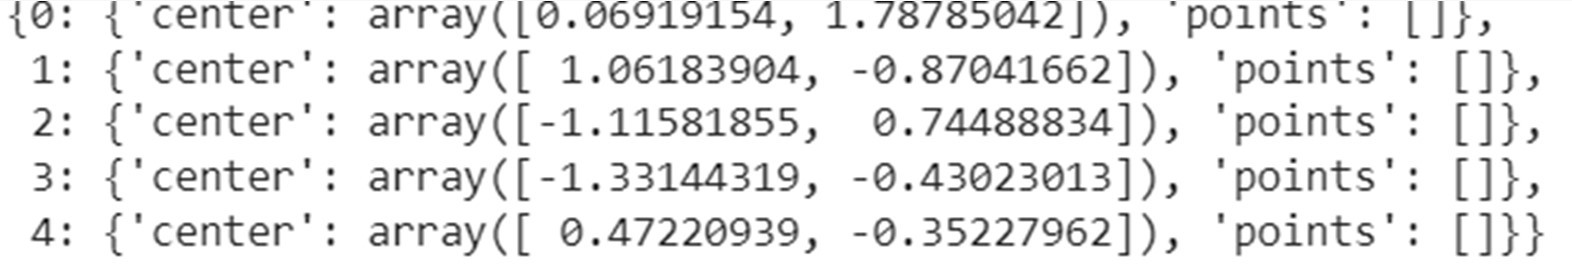 {0: {'center': array([0.06919154, 1.78785042]), 'points': []},
1: {'center': array([ 1.06183904, -0.87041662]), 'points': []},
2: {'center': array([-1.11581855,  0.74488834]), 'points': []},
3: {'center': array([-1.33144319, -0.43023013]), 'points': []},
4: {'center': array([ 0.47220939, -0.35227962]), 'points': []}}